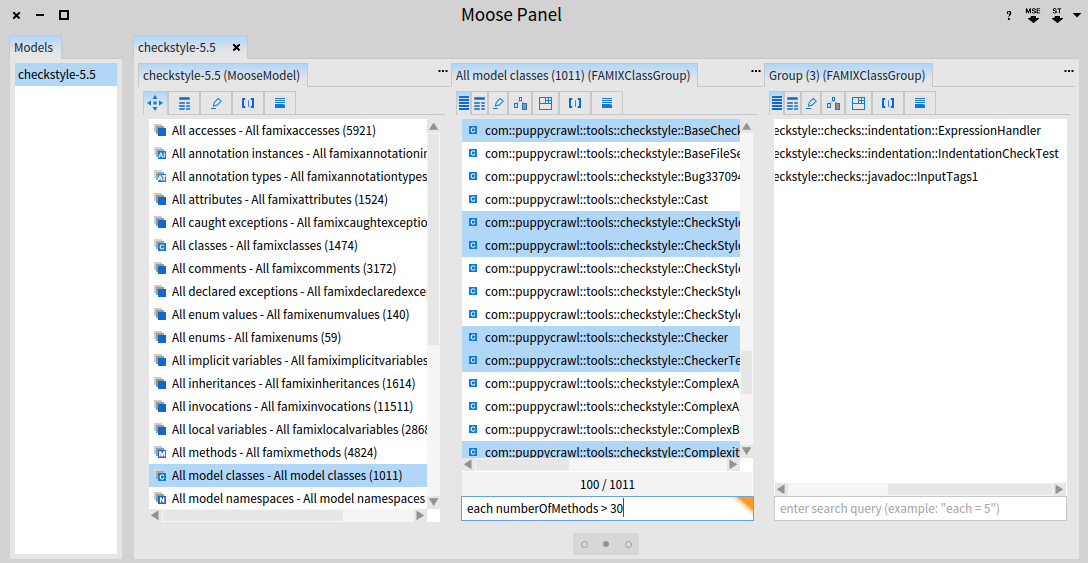 Moose Panel
?
MSE
ST
Models
checkstyle-5.5
checkstyle-5.5
checkstyle-5.5 (MooseModel)
All accesses - All famixaccesses (5921)
All annotation instances - All famixannotationin
All annotation types - All famixannotationtypes
All attributes - All famixattributes (1524)
All caught exceptions - All famixcaughtexceptio
All classes - All famixclasses (1474)
All comments - All famixcomments (3172)
All declared exceptions - All famixdeclaredexce
All enum values - All famixenumvalues (140)
All enums - All famixenums (59)
All implicit variables - All famiximplicitvariables
All inheritances - All famixinheritances (1614)
All invocations - All famixinvocations (11511)
All local variables - All famixlocalvariables (2868
All methods - All famixmethods (4824)
All model classes - All model classes (1011)
All model namespaces - All model namespaces
All model classes (1011) (FAMIXClassGroup)
com::puppycrawl::tools::checkstyle::BaseCheck
com::puppycrawl::tools::checkstyle::BaseFileSe
com::puppycrawl::tools::checkstyle::Bug33709
com::puppycrawl::tools::checkstyle::Cast
com::puppycrawl::tools::checkstyle::CheckStyle
com::puppycrawl::tools::checkstyle::CheckStyle
com::puppycrawl::tools::checkstyle::CheckStyle
com::puppycrawl::tools::checkstyle::CheckStyle
com::puppycrawl::tools::checkstyle::CheckStyle
com::puppycrawl::tools::checkstyle::Checker
com::puppycrawl::tools::checkstyle::CheckerTe
com::puppycrawl::tools::checkstyle::ComplexA
com::puppycrawl::tools::checkstyle::ComplexA
com::puppycrawl::tools::checkstyle::ComplexB
com::puppycrawl::tools::checkstyle::Complexit
100 / 1011
each numberOfMethods > 30
Group (3) (FAMIXClassGroup)
eckstyle::checks::indentation::ExpressionHandler
eckstyle::checks::indentation::IndentationCheckTest
eckstyle::checks::javadoc::InputTags1
enter search query (example: "each = 5")